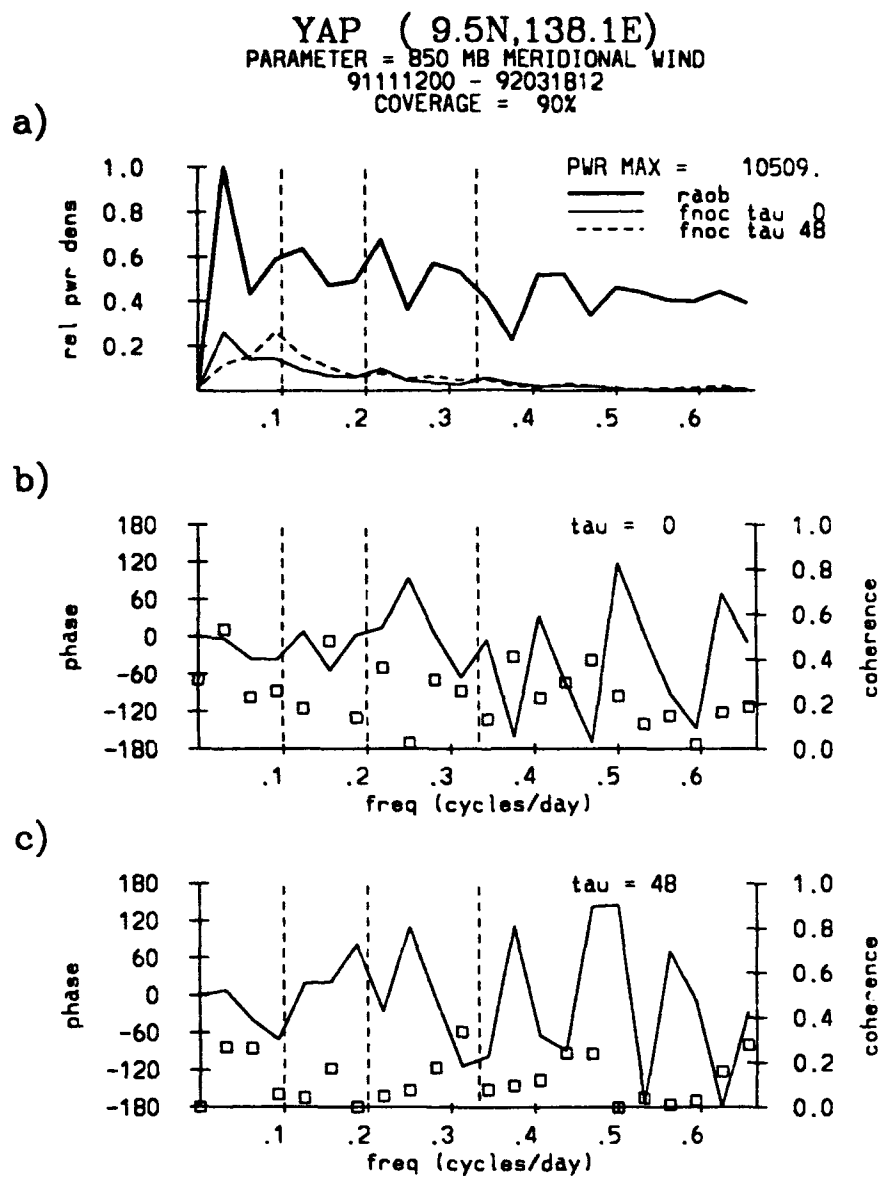 YAP ( 9.5N,138.1E)
PARAMETER = 850 MB MERIDIONAL WIND
91111200 - 92031812
COVERAGE = 90%
a)
PWR MAX = 10509.
raob
fnoc tau 0
fnoc tau 48
rel pwr dens
1.0
0.8
0.6
0.4
0.2
.1 .2 .3 .4 .5 .6
b)
tau = 0
phase
180
120
60
0
-60
-120
-180
coherence
1.0
0.8
0.6
0.4
0.2
0.0
.1 .2 .3 .4 .5 .6
freq (cycles/day)
c)
tau = 48
phase
180
120
60
0
-60
-120
-180
coherence
1.0
0.8
0.6
0.4
0.2
0.0
.1 .2 .3 .4 .5 .6
freq (cycles/day)